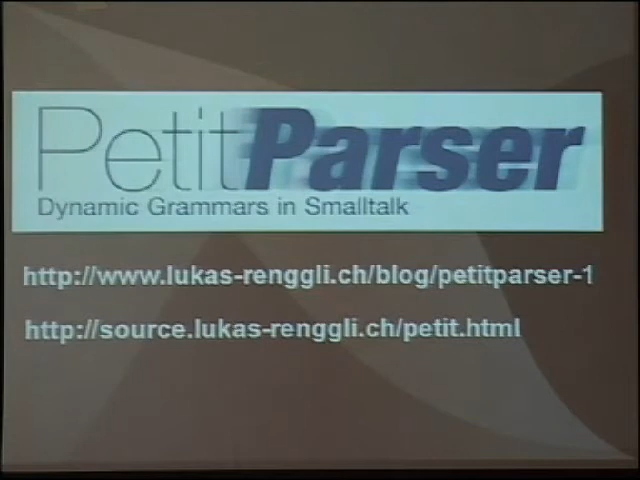 PetitParser
Dynamic Grammars in Smalltalk
http://www.lukas-renggli.ch/blog/petitparser-1
http://source.lukas-renggli.ch/petit.html